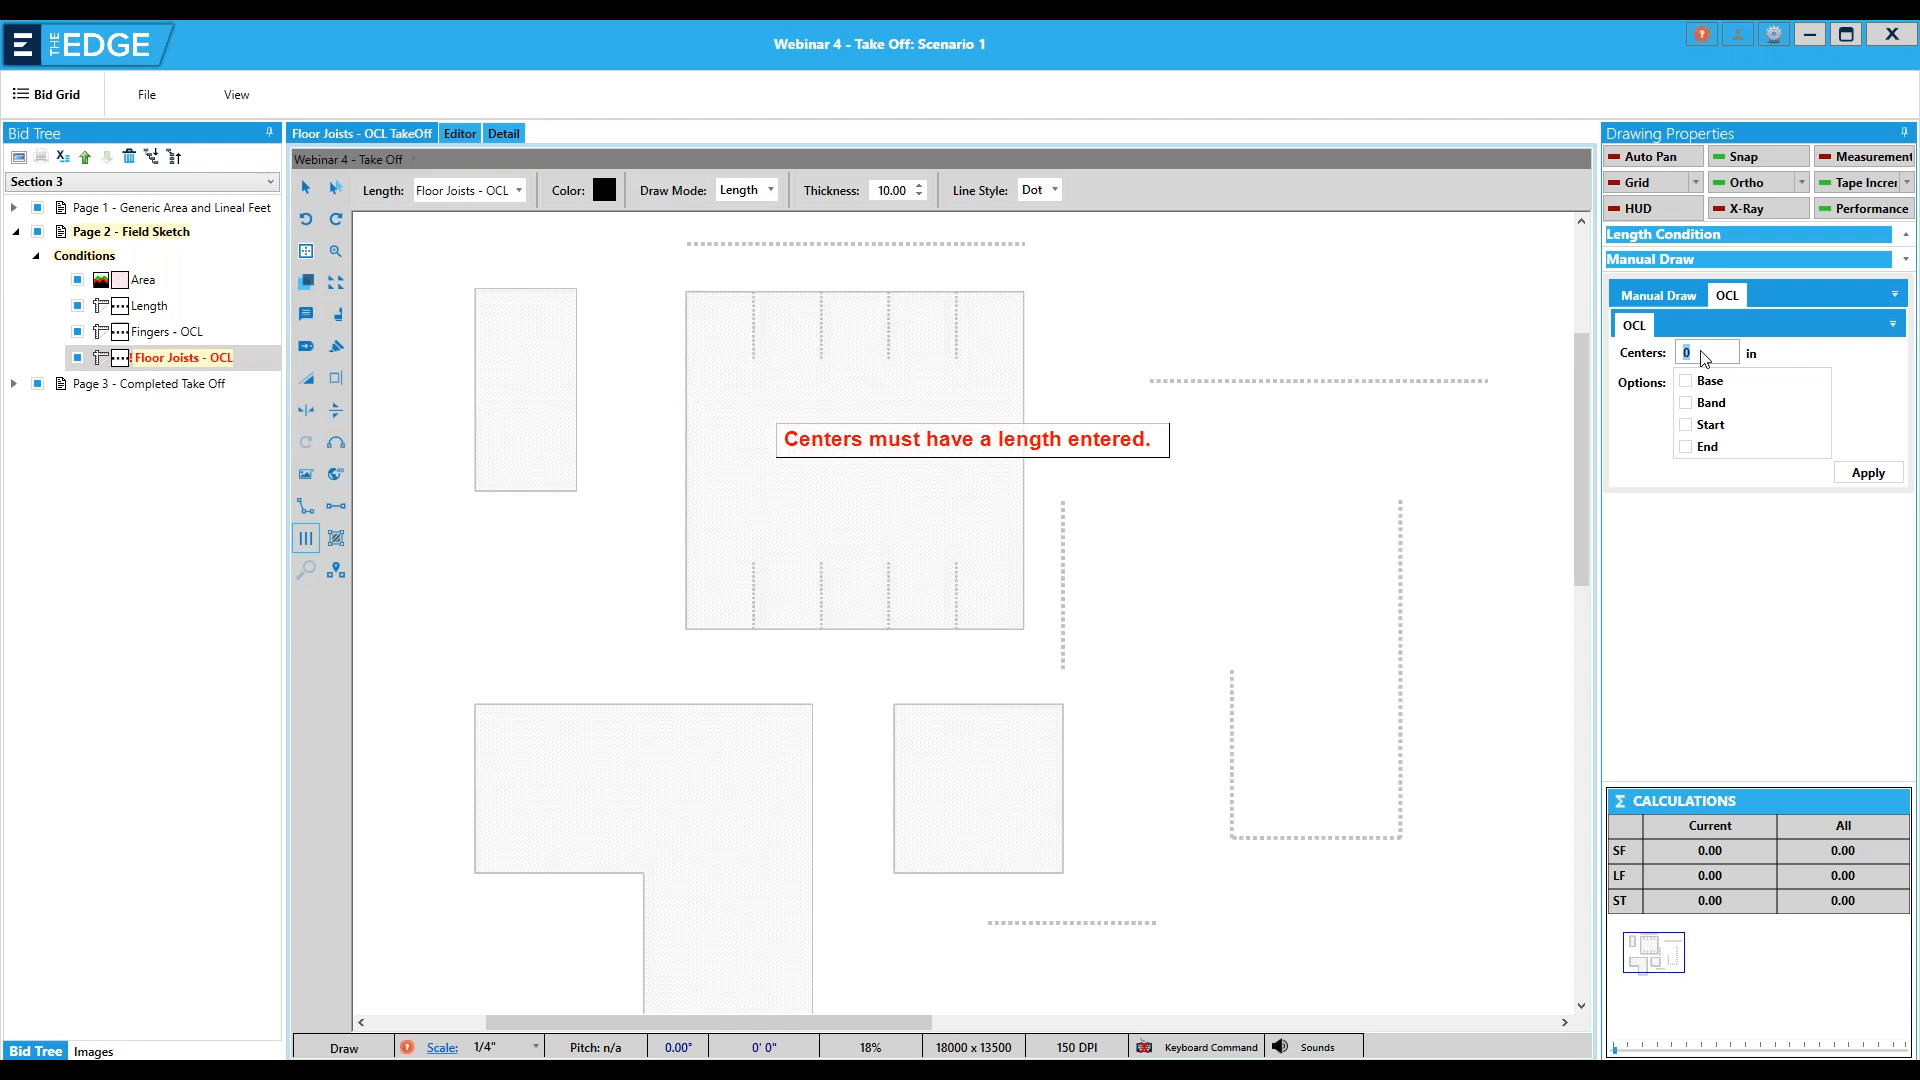 THE EDGE
Webinar 4 - Take Off: Scenario 1
Bid Grid
File
View
Bid Tree
Section 3
Page 1 - Generic Area and Lineal Feet
Page 2 - Field Sketch
Conditions
Area
Length
Fingers - OCL
! Floor Joists - OCL
Page 3 - Completed Take Off
Bid Tree
Images
Floor Joists - OCL TakeOff
Editor
Detail
Webinar 4 - Take Off
Length: Floor Joists - OCL
Color:
Draw Mode: Length
Thickness: 10.00
Line Style: Dot
Centers must have a length entered.
Draw
Scale: 1/4"
Pitch: n/a
0.00°
0' 0"
18%
18000 x 13500
150 DPI
Keyboard Command
Sounds
Drawing Properties
Auto Pan
Snap
Measurement
Grid
Ortho
Tape Increr
HUD
X-Ray
Performance
Length Condition
Manual Draw
Manual Draw
OCL
OCL
Centers: 0 in
Options:
Base
Band
Start
End
Apply
Σ CALCULATIONS
Current All
SF 0.00 0.00
LF 0.00 0.00
ST 0.00 0.00